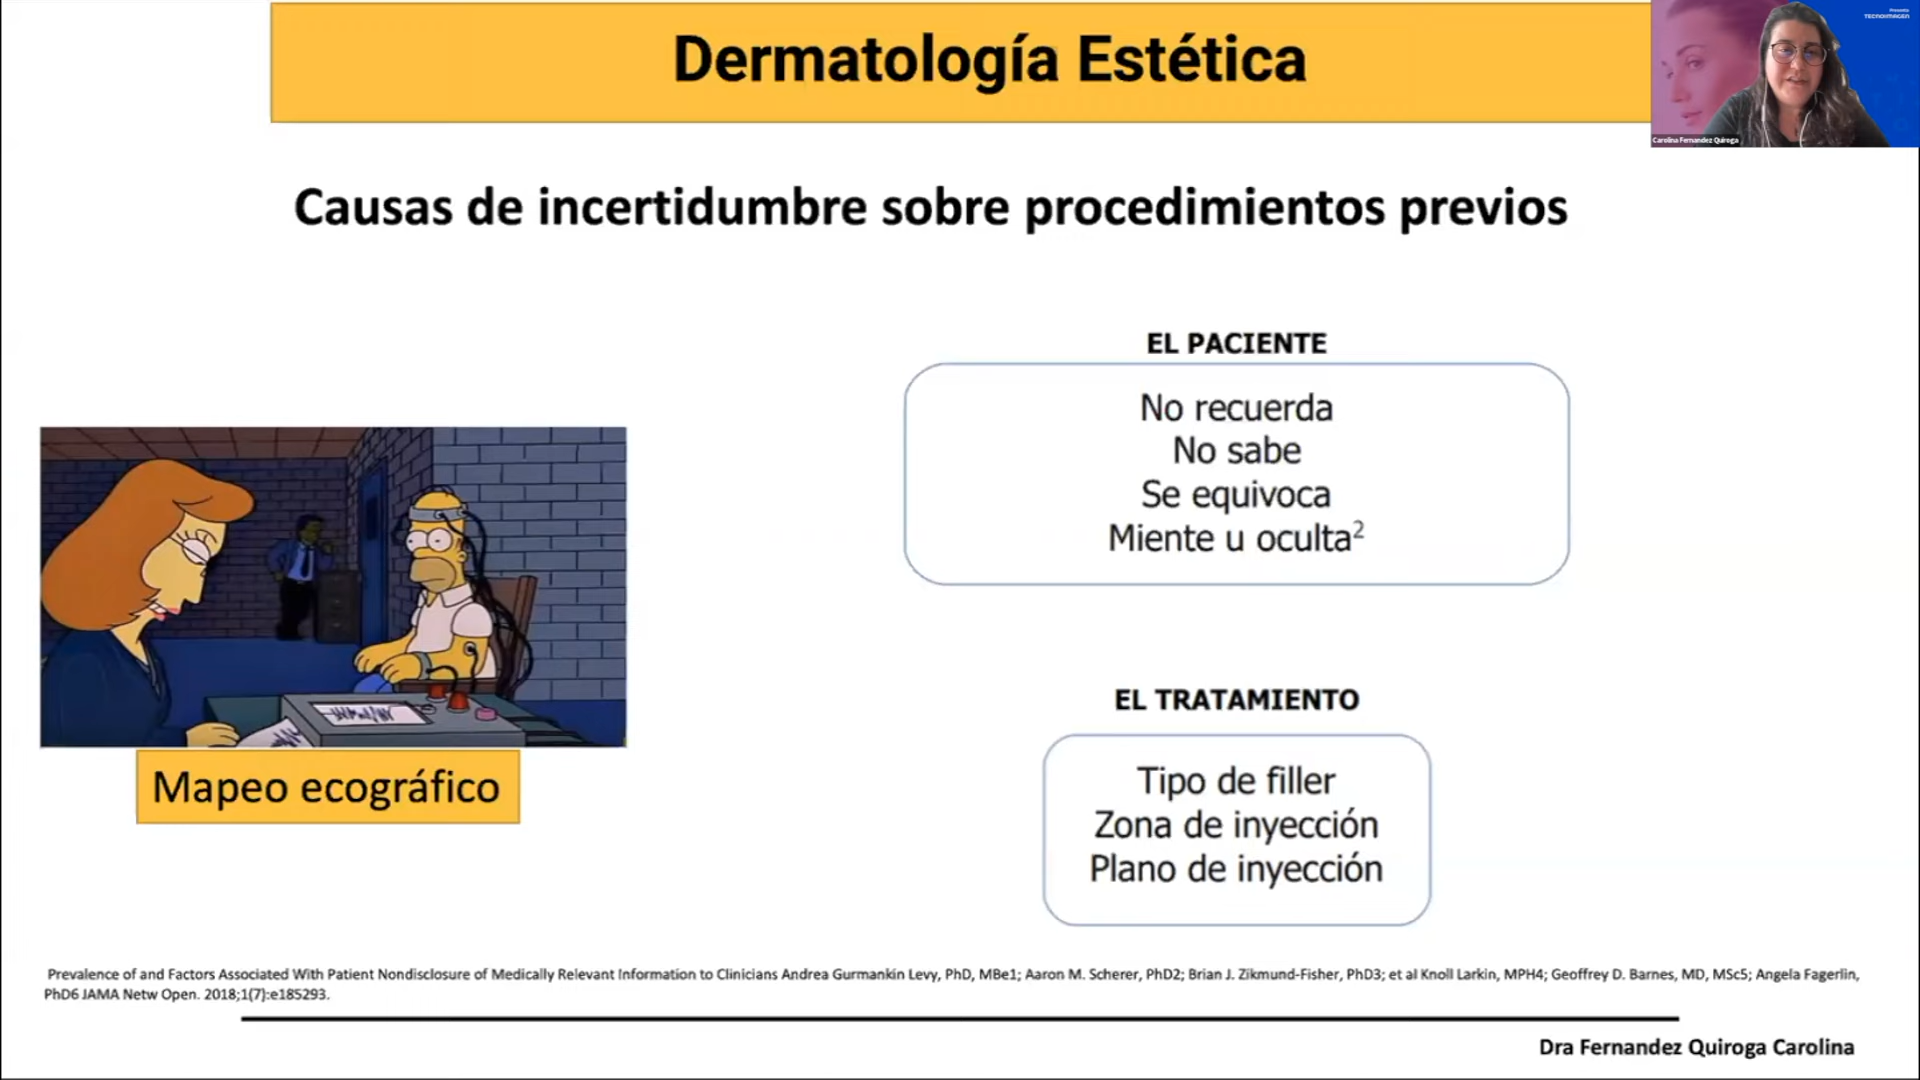 Dermatología Estética
Presenta
TECNOIMAGEN
Carolina Fernandez Quiroga
Causas de incertidumbre sobre procedimientos previos
EL PACIENTE
No recuerda
No sabe
Se equivoca
Miente u oculta²
Mapeo ecográfico
EL TRATAMIENTO
Tipo de filler
Zona de inyección
Plano de inyección
Prevalence of and Factors Associated With Patient Nondisclosure of Medically Relevant Information to Clinicians Andrea Gurmankin Levy, PhD, MBe1; Aaron M. Scherer, PhD2; Brian J. Zikmund-Fisher, PhD3; et al Knoll Larkin, MPH4; Geoffrey D. Barnes, MD, MSc5; Angela Fagerlin,
PhD6 JAMA Netw Open. 2018;1(7):e185293.
Dra Fernandez Quiroga Carolina